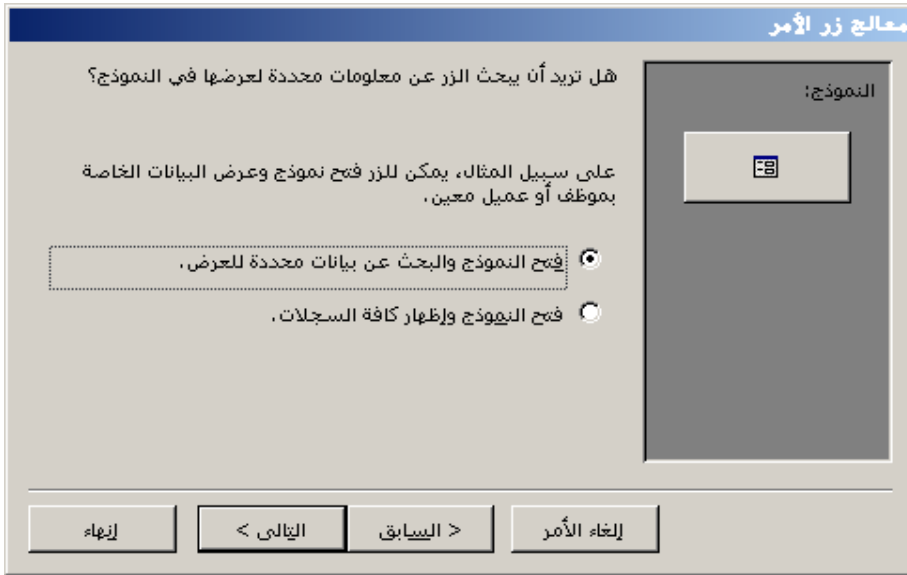 معالج زر الأمر
النموذج:
هل تريد أن يبحث الزر عن معلومات محددة لعرضها في النموذج؟
على سبيل المثال، يمكن للزر فتح نموذج وعرض البيانات الخاصة
بموظف أو عميل معين.
فتح النموذج والبحث عن بيانات محددة للعرض.
فتح النموذج وإظهار كافة السجلات.
إلغاء الأمر
< السابق
التالي >
إنهاء